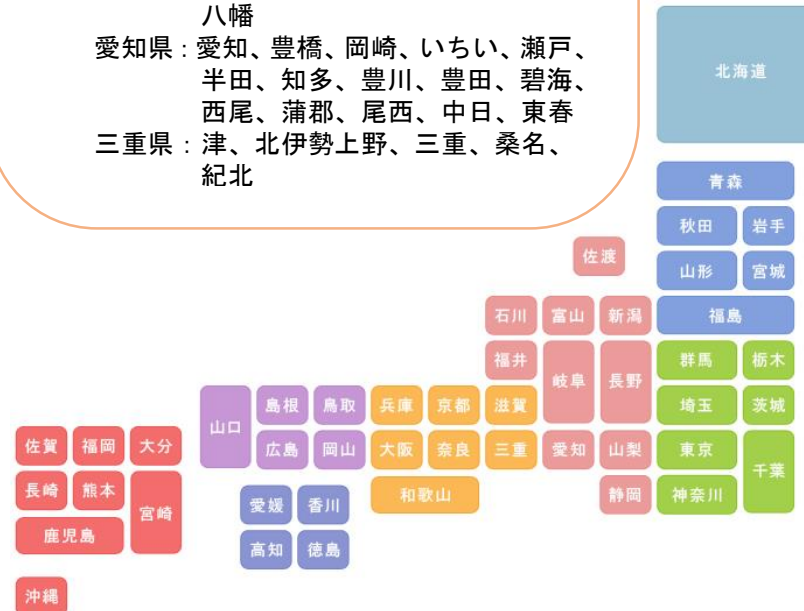 八幡
愛知県：愛知、豊橋、岡崎、いちい、瀬戸、
半田、知多、豊川、豊田、碧海、
西尾、蒲郡、尾西、中日、東春
三重県：津、北伊勢上野、三重、桑名、
紀北
北海道
青森
秋田 岩手
佐渡
山形 宮城
石川 富山 新潟 福島
福井 岐阜 長野 群馬 栃木
山口 島根 鳥取 兵庫 京都 滋賀 埼玉 茨城
佐賀 福岡 大分 広島 岡山 大阪 奈良 三重 愛知 山梨 東京 千葉
長崎 熊本 宮崎 愛媛 香川 和歌山 静岡 神奈川
鹿児島 高知 徳島
沖縄